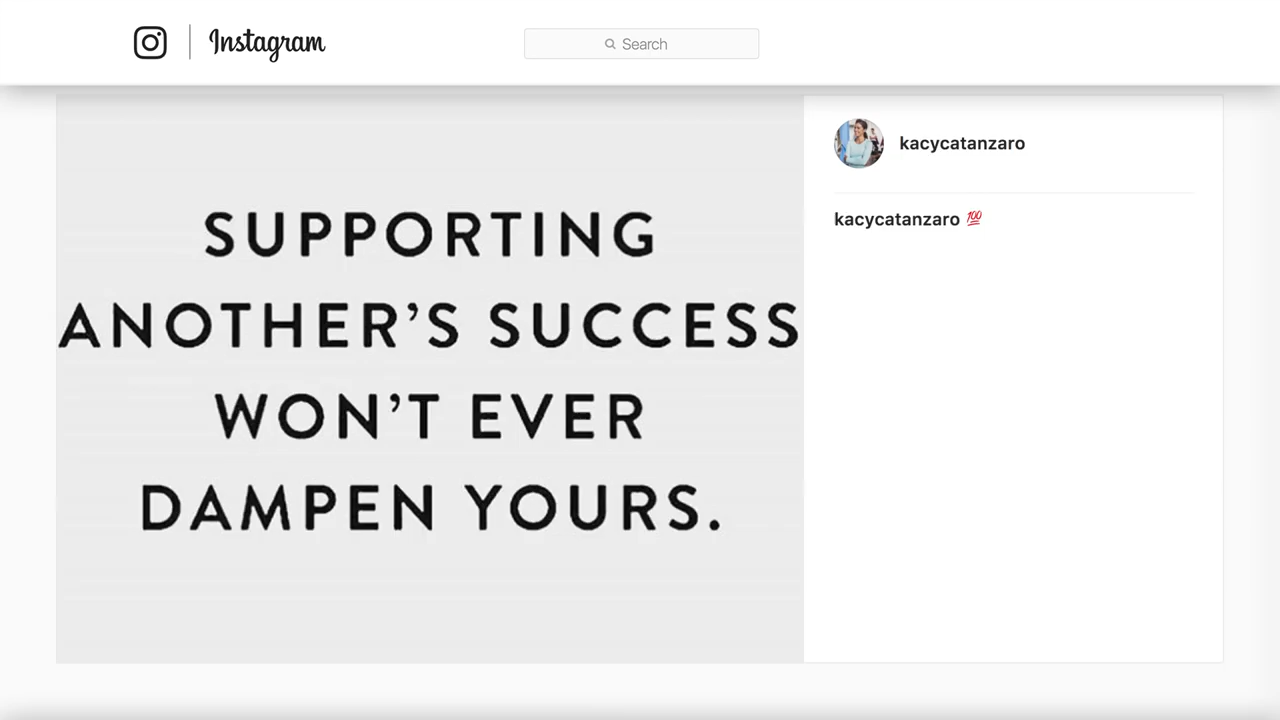 Instagram
Search
SUPPORTING
ANOTHER’S SUCCESS
WON’T EVER
DAMPEN YOURS.
kacycatanzaro
kacycatanzaro 💯